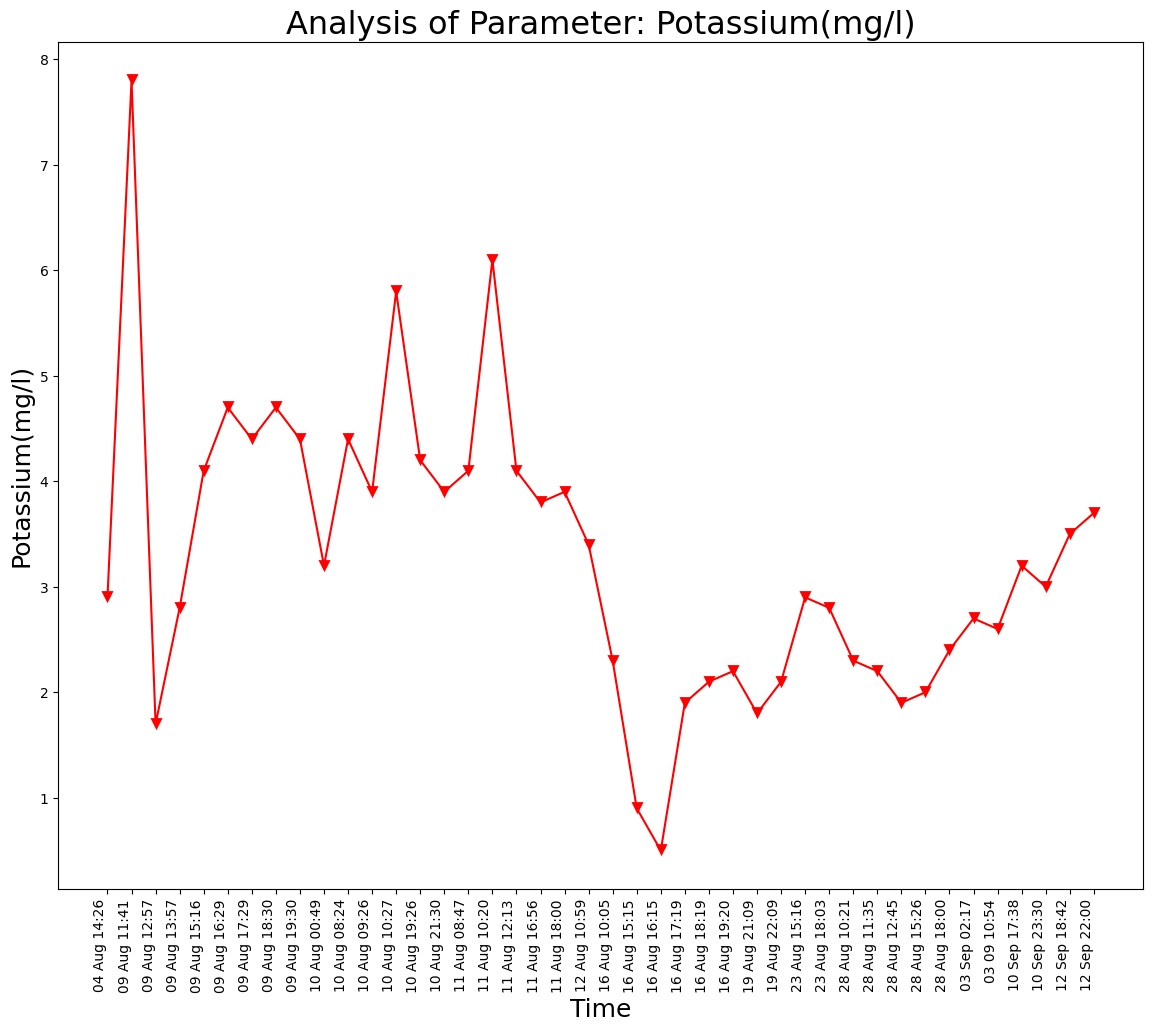 Analysis of Parameter: Potassium(mg/l)
Potassium(mg/l)
8
7
6
5
4
3
2
1
04 Aug 14:26
09 Aug 11:41
09 Aug 12:57
09 Aug 13:57
09 Aug 15:16
09 Aug 16:29
09 Aug 17:29
09 Aug 18:30
09 Aug 19:30
10 Aug 00:49
10 Aug 08:24
10 Aug 09:26
10 Aug 10:27
10 Aug 19:26
10 Aug 21:30
11 Aug 08:47
11 Aug 10:20
11 Aug 12:13
11 Aug 16:56
11 Aug 18:00
12 Aug 10:59
16 Aug 10:05
16 Aug 15:15
16 Aug 16:15
16 Aug 17:19
16 Aug 18:19
16 Aug 19:20
19 Aug 21:09
19 Aug 22:09
23 Aug 15:16
23 Aug 18:03
28 Aug 10:21
28 Aug 11:35
28 Aug 12:45
28 Aug 15:26
28 Aug 18:00
03 Sep 02:17
03 09 10:54
10 Sep 17:38
10 Sep 23:30
12 Sep 18:42
12 Sep 22:00
Time